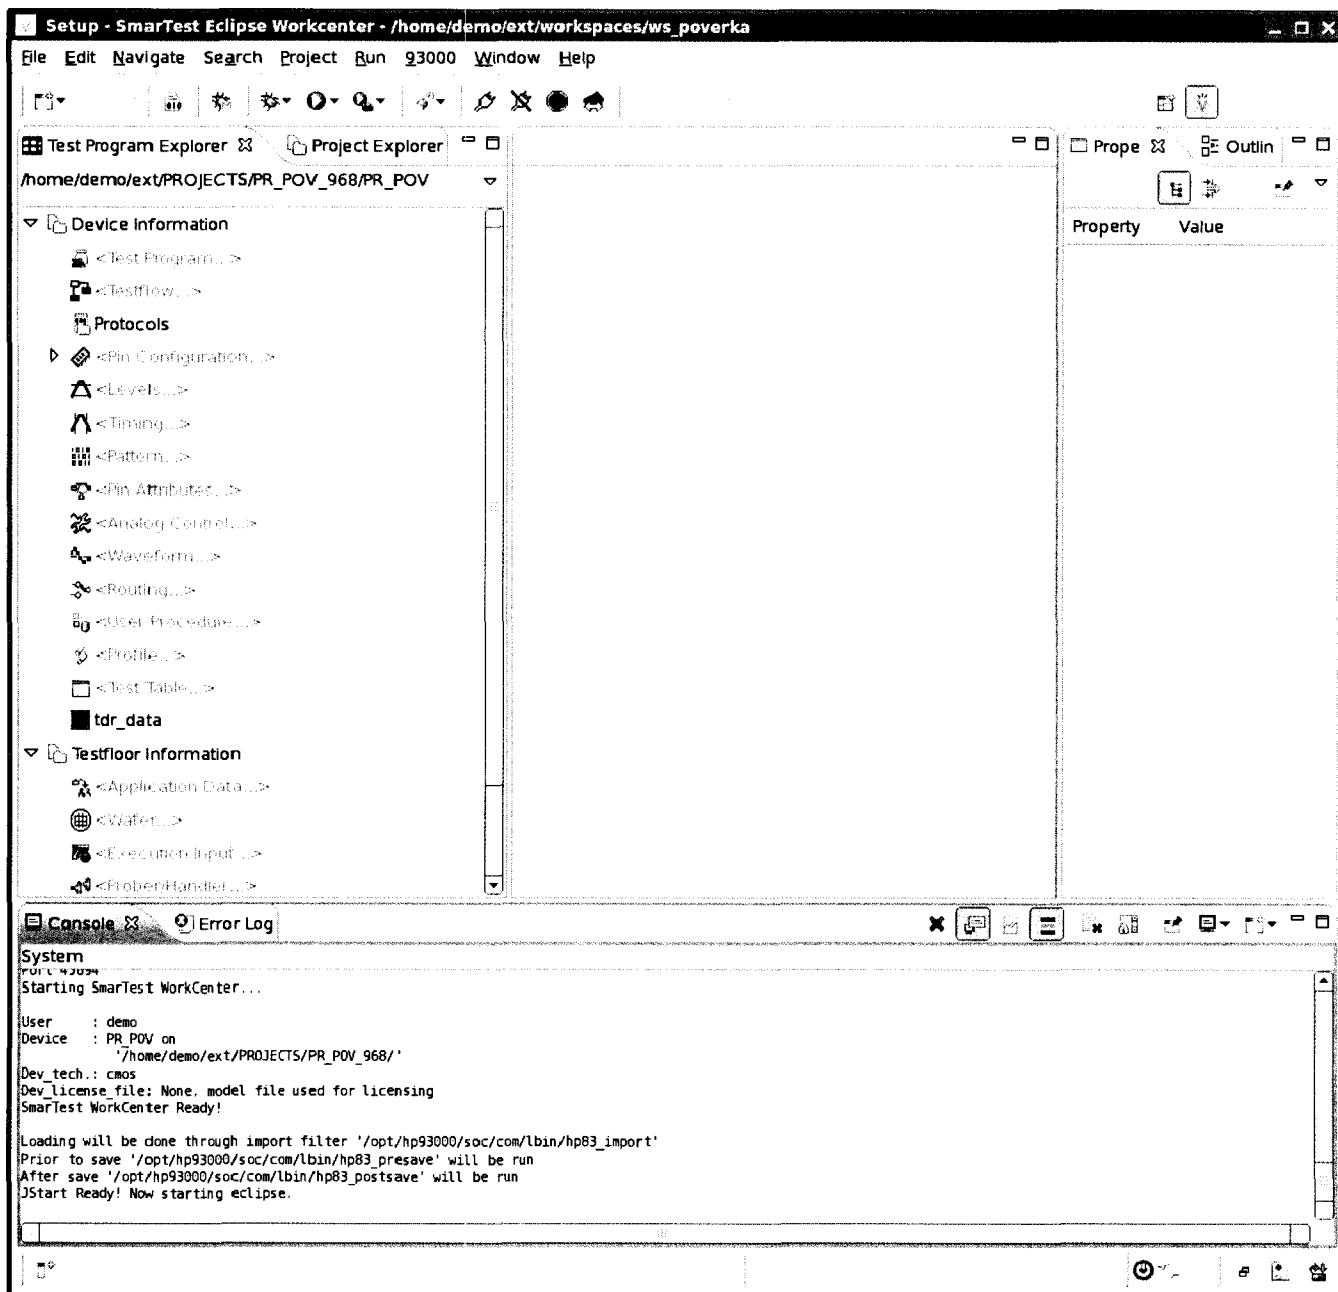 Setup - SmarTest Eclipse Workcenter - /home/demo/ext/workspaces/ws_poverka
File Edit Navigate Search Project Run 93000 Window Help
Test Program Explorer Project Explorer Prope Outlin
/home/demo/ext/PROJECTS/PR_POV_968/PR_POV
Property Value
Device Information
<Test Program...>
<Testflow...>
Protocols
<Pin Configuration...>
<Levels...>
<Timing...>
<Pattern...>
<Pin Attributes...>
<Analog Control...>
<Waveform...>
<Routing...>
<User Procedure...>
<Profile...>
<Test Table...>
tdr_data
Testfloor Information
<Application Data...>
<Wafer...>
<Execution Input ...>
<Prober/Handler...>
Console Error Log
System
Starting SmarTest WorkCenter...
User : demo
Device : PR_POV on
'/home/demo/ext/PROJECTS/PR_POV_968/'
Dev_tech.: cmos
Dev_license_file: None, model file used for licensing
SmarTest WorkCenter Ready!
Loading will be done through import filter '/opt/hp93000/soc/com/lbin/hp83_import'
Prior to save '/opt/hp93000/soc/com/lbin/hp83_presave' will be run
After save '/opt/hp93000/soc/com/lbin/hp83_postsave' will be run
JStart Ready! Now starting eclipse.